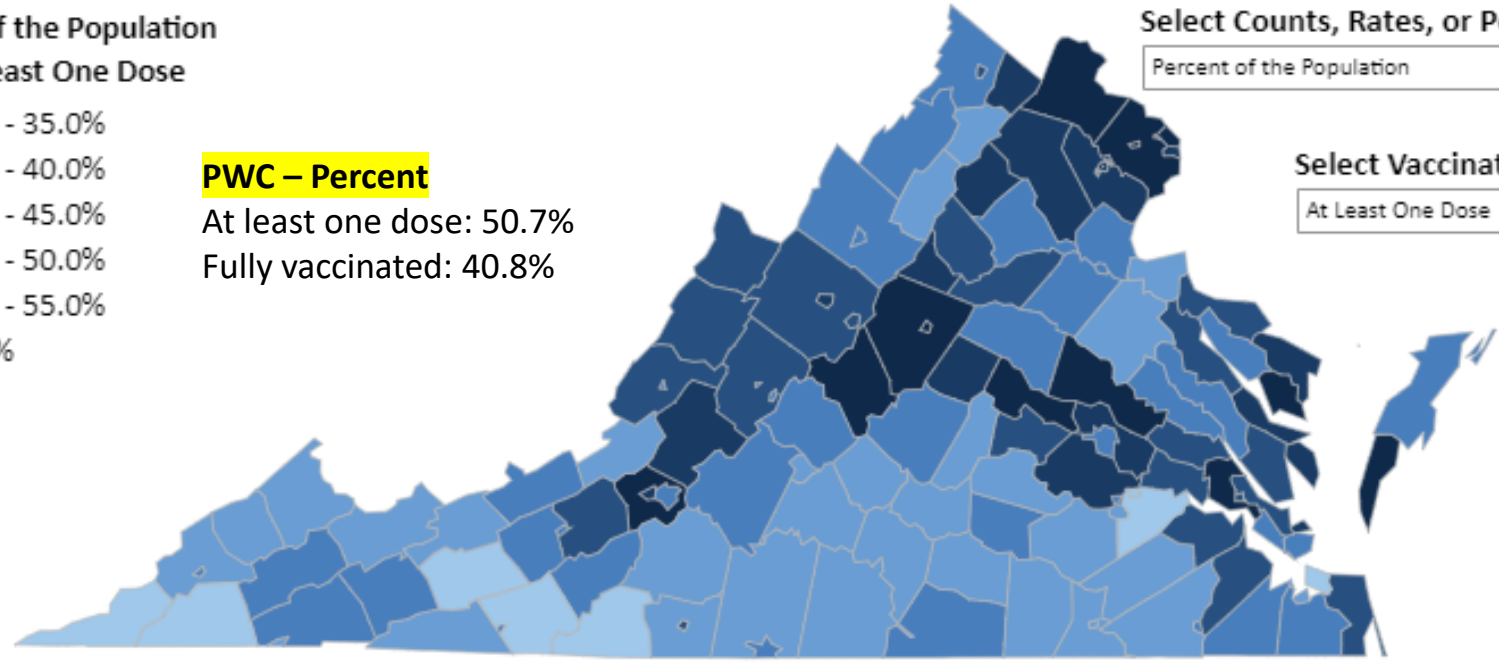 f the Population
east One Dose
- 35.0%
- 40.0%
- 45.0%
- 50.0%
- 55.0%
%
PWC – Percent
At least one dose: 50.7%
Fully vaccinated: 40.8%
Select Counts, Rates, or P
Percent of the Population
Select Vaccinat
At Least One Dose